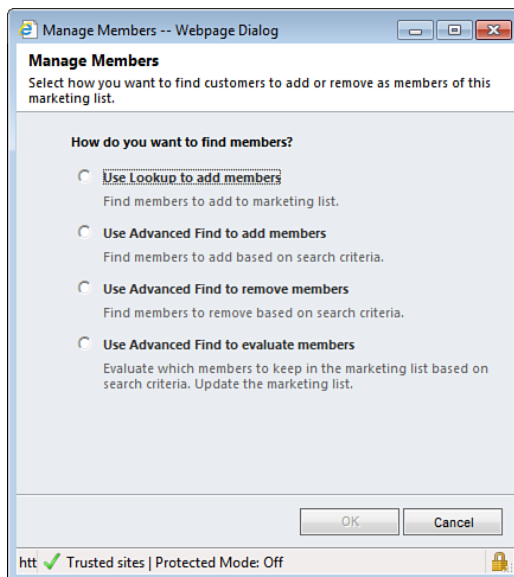 Manage Members -- Webpage Dialog
Manage Members
Select how you want to find customers to add or remove as members of this
marketing list.
How do you want to find members?
Use Lookup to add members
Find members to add to marketing list.
Use Advanced Find to add members
Find members to add based on search criteria.
Use Advanced Find to remove members
Find members to remove based on search criteria.
Use Advanced Find to evaluate members
Evaluate which members to keep in the marketing list based on
search criteria. Update the marketing list.
OK Cancel
htt Trusted sites | Protected Mode: Off